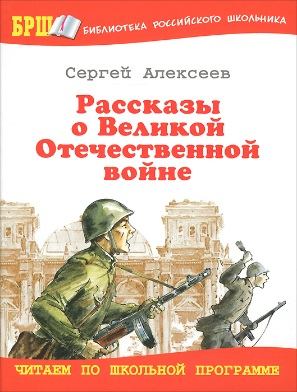 БРШ БИБЛИОТЕКА РОССИЙСКОГО ШКОЛЬНИКА
Сергей Алексеев
Рассказы
о Великой
Отечественной
войне
ЧИТАЕМ ПО ШКОЛЬНОЙ ПРОГРАММЕ